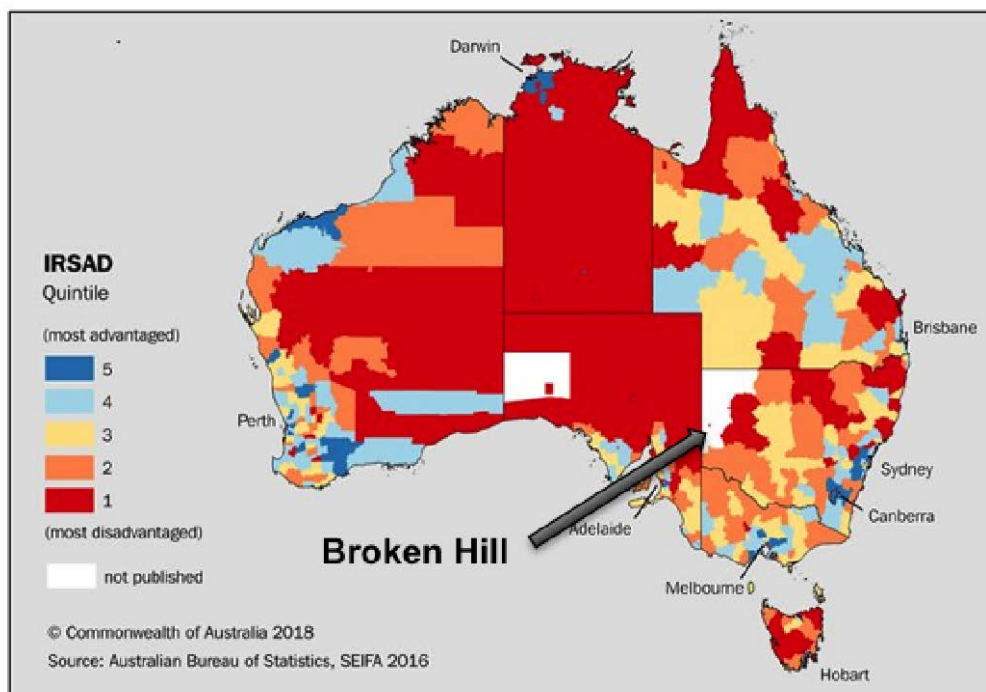 Darwin
IRSAD
Quintile
(most advantaged)
5
4
3
2
1
(most disadvantaged)
not published
Brisbane
Perth
Sydney
Canberra
Adelaide
Broken Hill
Melbourne
Hobart
© Commonwealth of Australia 2018
Source: Australian Bureau of Statistics, SEIFA 2016